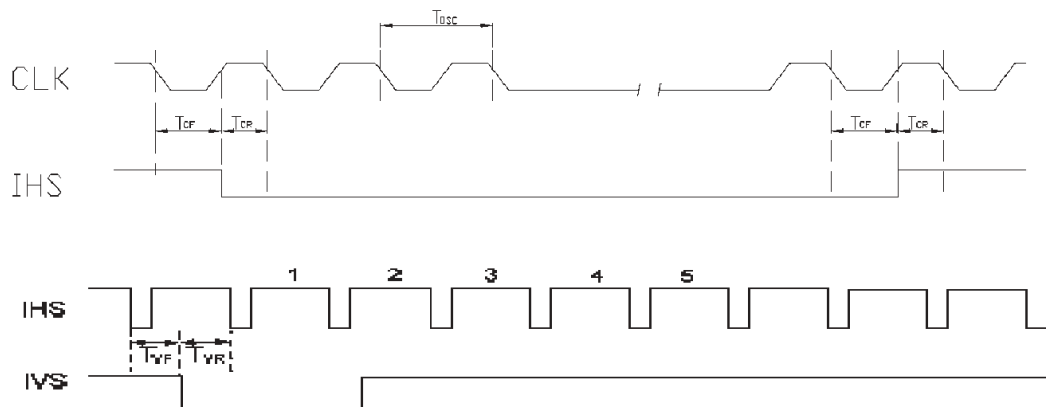 Tosc
CLK
TCF TCR TCF TCR
IHS
1 2 3 4 5
IHS
TVF TVR
IVS